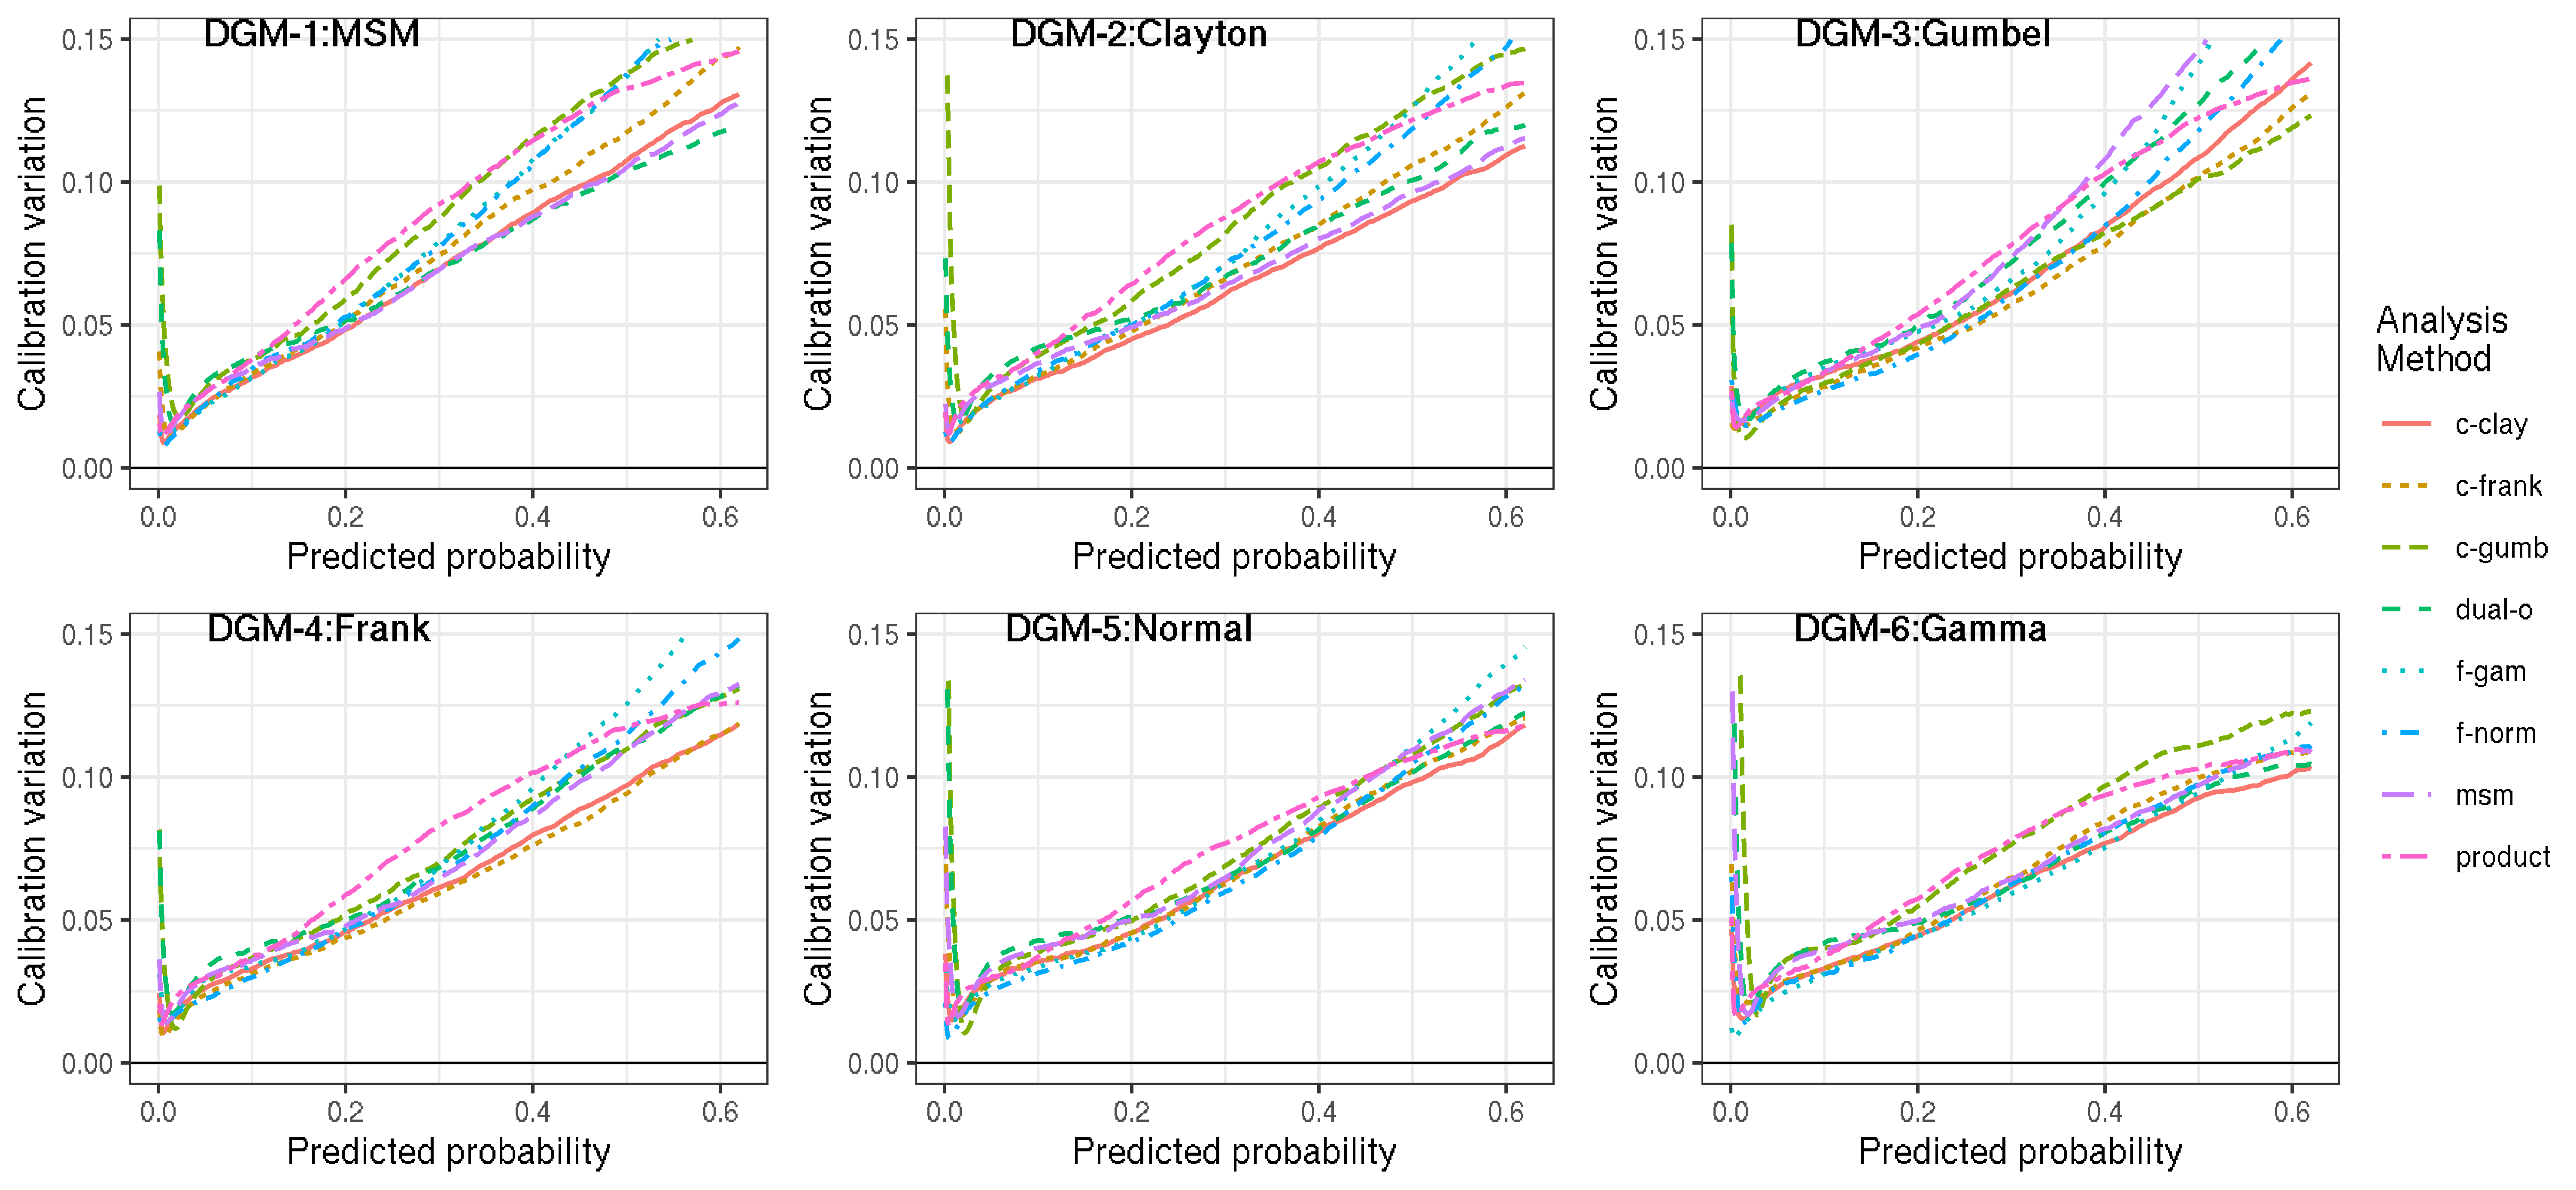 DGM-1:MSM
DGM-2:Clayton
DGM-3:Gumbel
0.15
0.10
0.05
0.00
0.15
0.10
0.05
0.00
0.15
0.10
0.05
0.00
Calibration variation
Calibration variation
Calibration variation
0.0 0.2 0.4 0.6
0.0 0.2 0.4 0.6
0.0 0.2 0.4 0.6
Predicted probability
Predicted probability
Predicted probability
DGM-4:Frank
DGM-5:Normal
DGM-6:Gamma
0.15
0.10
0.05
0.00
0.15
0.10
0.05
0.00
0.15
0.10
0.05
0.00
Calibration variation
Calibration variation
Calibration variation
0.0 0.2 0.4 0.6
0.0 0.2 0.4 0.6
0.0 0.2 0.4 0.6
Predicted probability
Predicted probability
Predicted probability
Analysis
Method
c-clay
c-frank
c-gumb
dual-o
f-gam
f-norm
msm
product